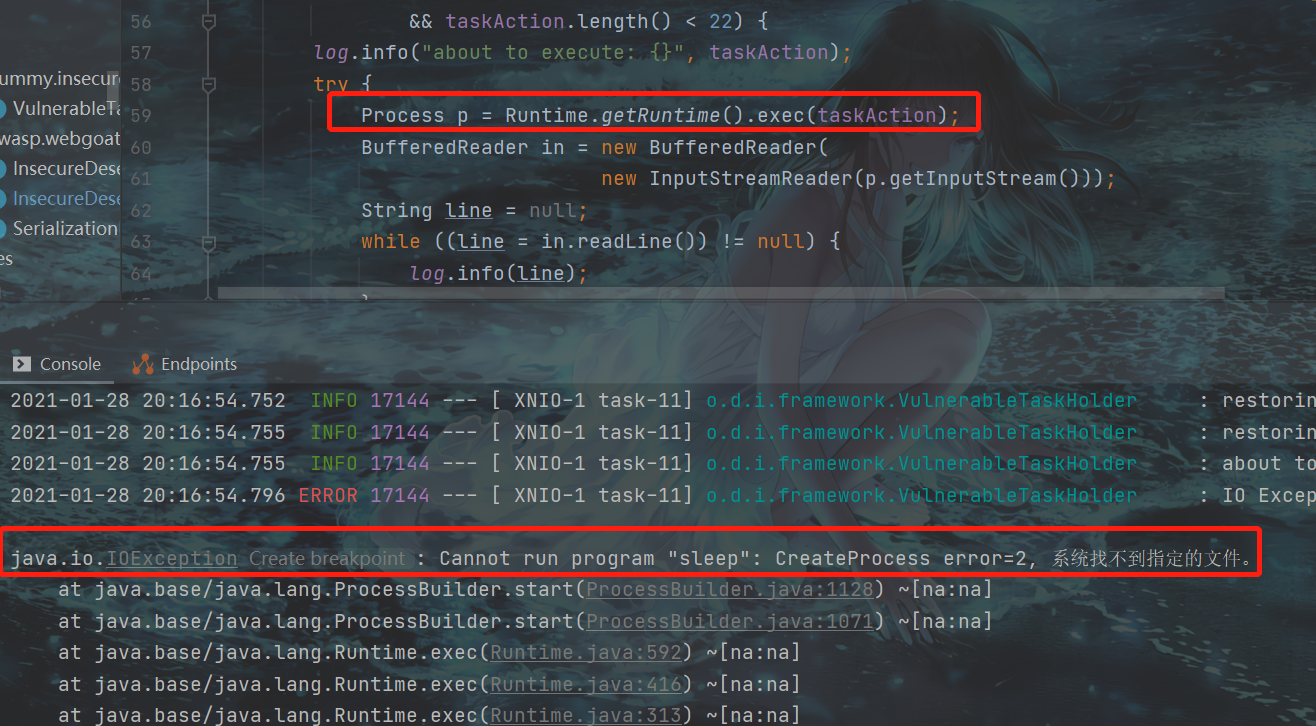 56 && taskAction.length() < 22) {
57 log.info("about to execute: {}", taskAction);
58 try {
59 Process p = Runtime.getRuntime().exec(taskAction);
60 BufferedReader in = new BufferedReader(
61 new InputStreamReader(p.getInputStream()));
62 String line = null;
63 while ((line = in.readLine()) != null) {
64 log.info(line);
ummy.insecure
VulnerableTa
wasp.webgoat
InsecureDese
InsecureDese
Serialization
es
Console Endpoints
2021-01-28 20:16:54.752 INFO 17144 --- [ XNIO-1 task-11] o.d.i.framework.VulnerableTaskHolder : restorin
2021-01-28 20:16:54.755 INFO 17144 --- [ XNIO-1 task-11] o.d.i.framework.VulnerableTaskHolder : restorin
2021-01-28 20:16:54.755 INFO 17144 --- [ XNIO-1 task-11] o.d.i.framework.VulnerableTaskHolder : about to
2021-01-28 20:16:54.796 ERROR 17144 --- [ XNIO-1 task-11] o.d.i.framework.VulnerableTaskHolder : IO Excep
java.io.IOException Create breakpoint : Cannot run program "sleep": CreateProcess error=2, 系统找不到指定的文件。
at java.base/java.lang.ProcessBuilder.start(ProcessBuilder.java:1128) ~[na:na]
at java.base/java.lang.ProcessBuilder.start(ProcessBuilder.java:1071) ~[na:na]
at java.base/java.lang.Runtime.exec(Runtime.java:592) ~[na:na]
at java.base/java.lang.Runtime.exec(Runtime.java:416) ~[na:na]
at java.base/java.lang.Runtime.exec(Runtime.java:313) ~[na:na]